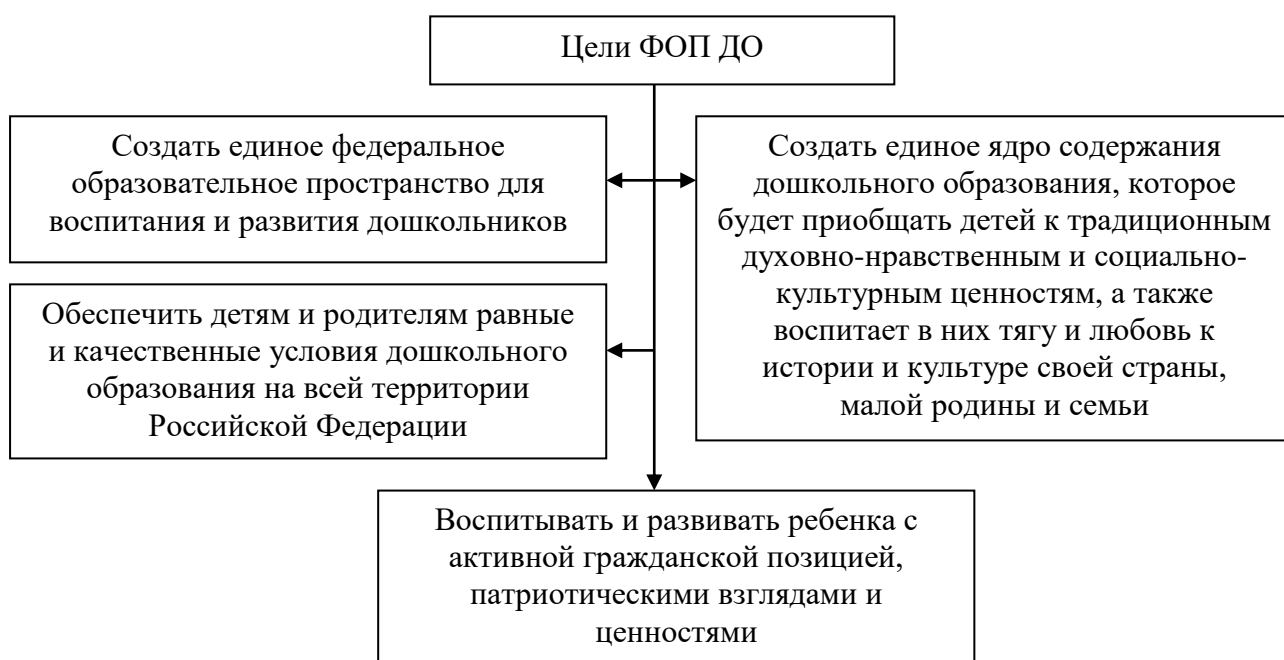 Цели ФОП ДО
Создать единое федеральное
образовательное пространство для
воспитания и развития дошкольников
Создать единое ядро содержания
дошкольного образования, которое
будет приобщать детей к традиционным
духовно-нравственным и социально-
культурным ценностям, а также
воспитает в них тягу и любовь к
истории и культуре своей страны,
малой родины и семьи
Обеспечить детям и родителям равные
и качественные условия дошкольного
образования на всей территории
Российской Федерации
Воспитывать и развивать ребенка с
активной гражданской позицией,
патриотическими взглядами и
ценностями